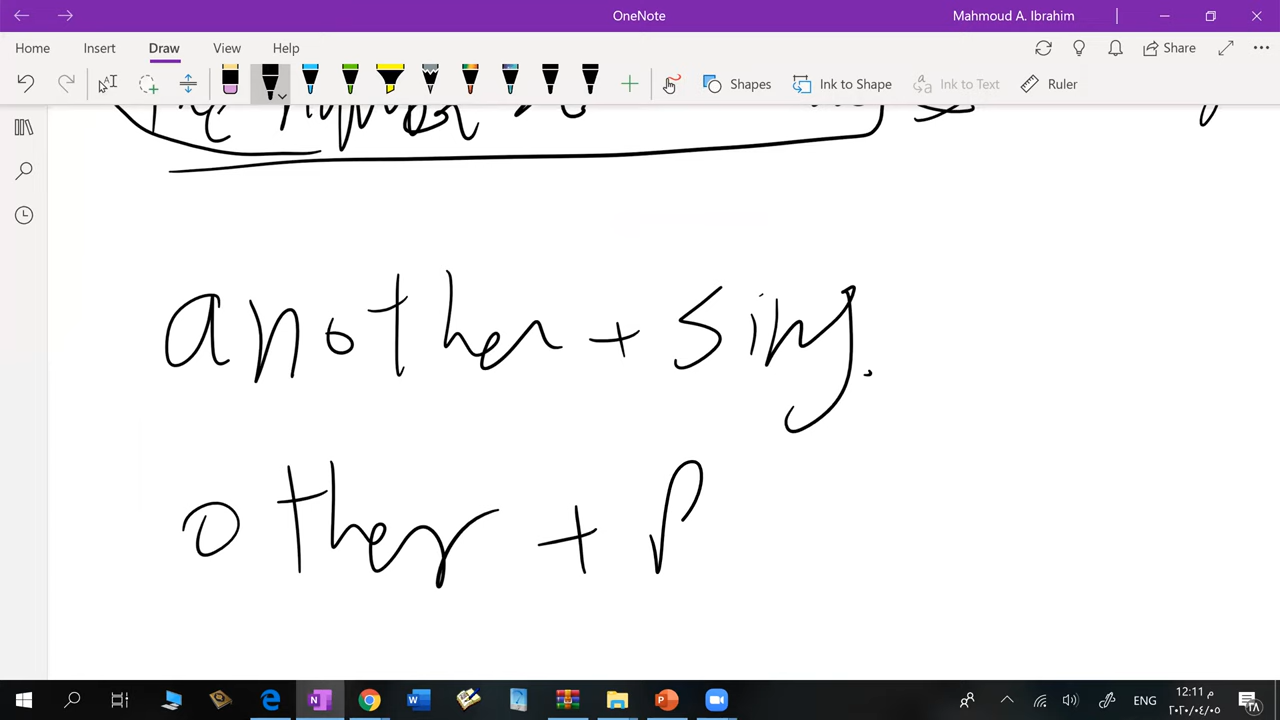 OneNote
Mahmoud A. Ibrahim
Home Insert Draw View Help
Share
Shapes Ink to Shape Ink to Text Ruler
another + sing.
other + P
ENG
12:11 م
٢٠٢٠/٠٤/٠٥